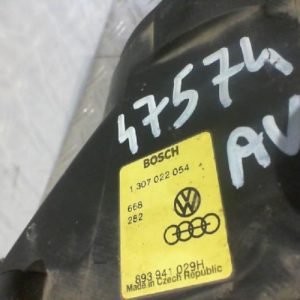 47574
AV
BOSCH
1 307 022 054
668
282
893 941 029H
Made in Czech Republic